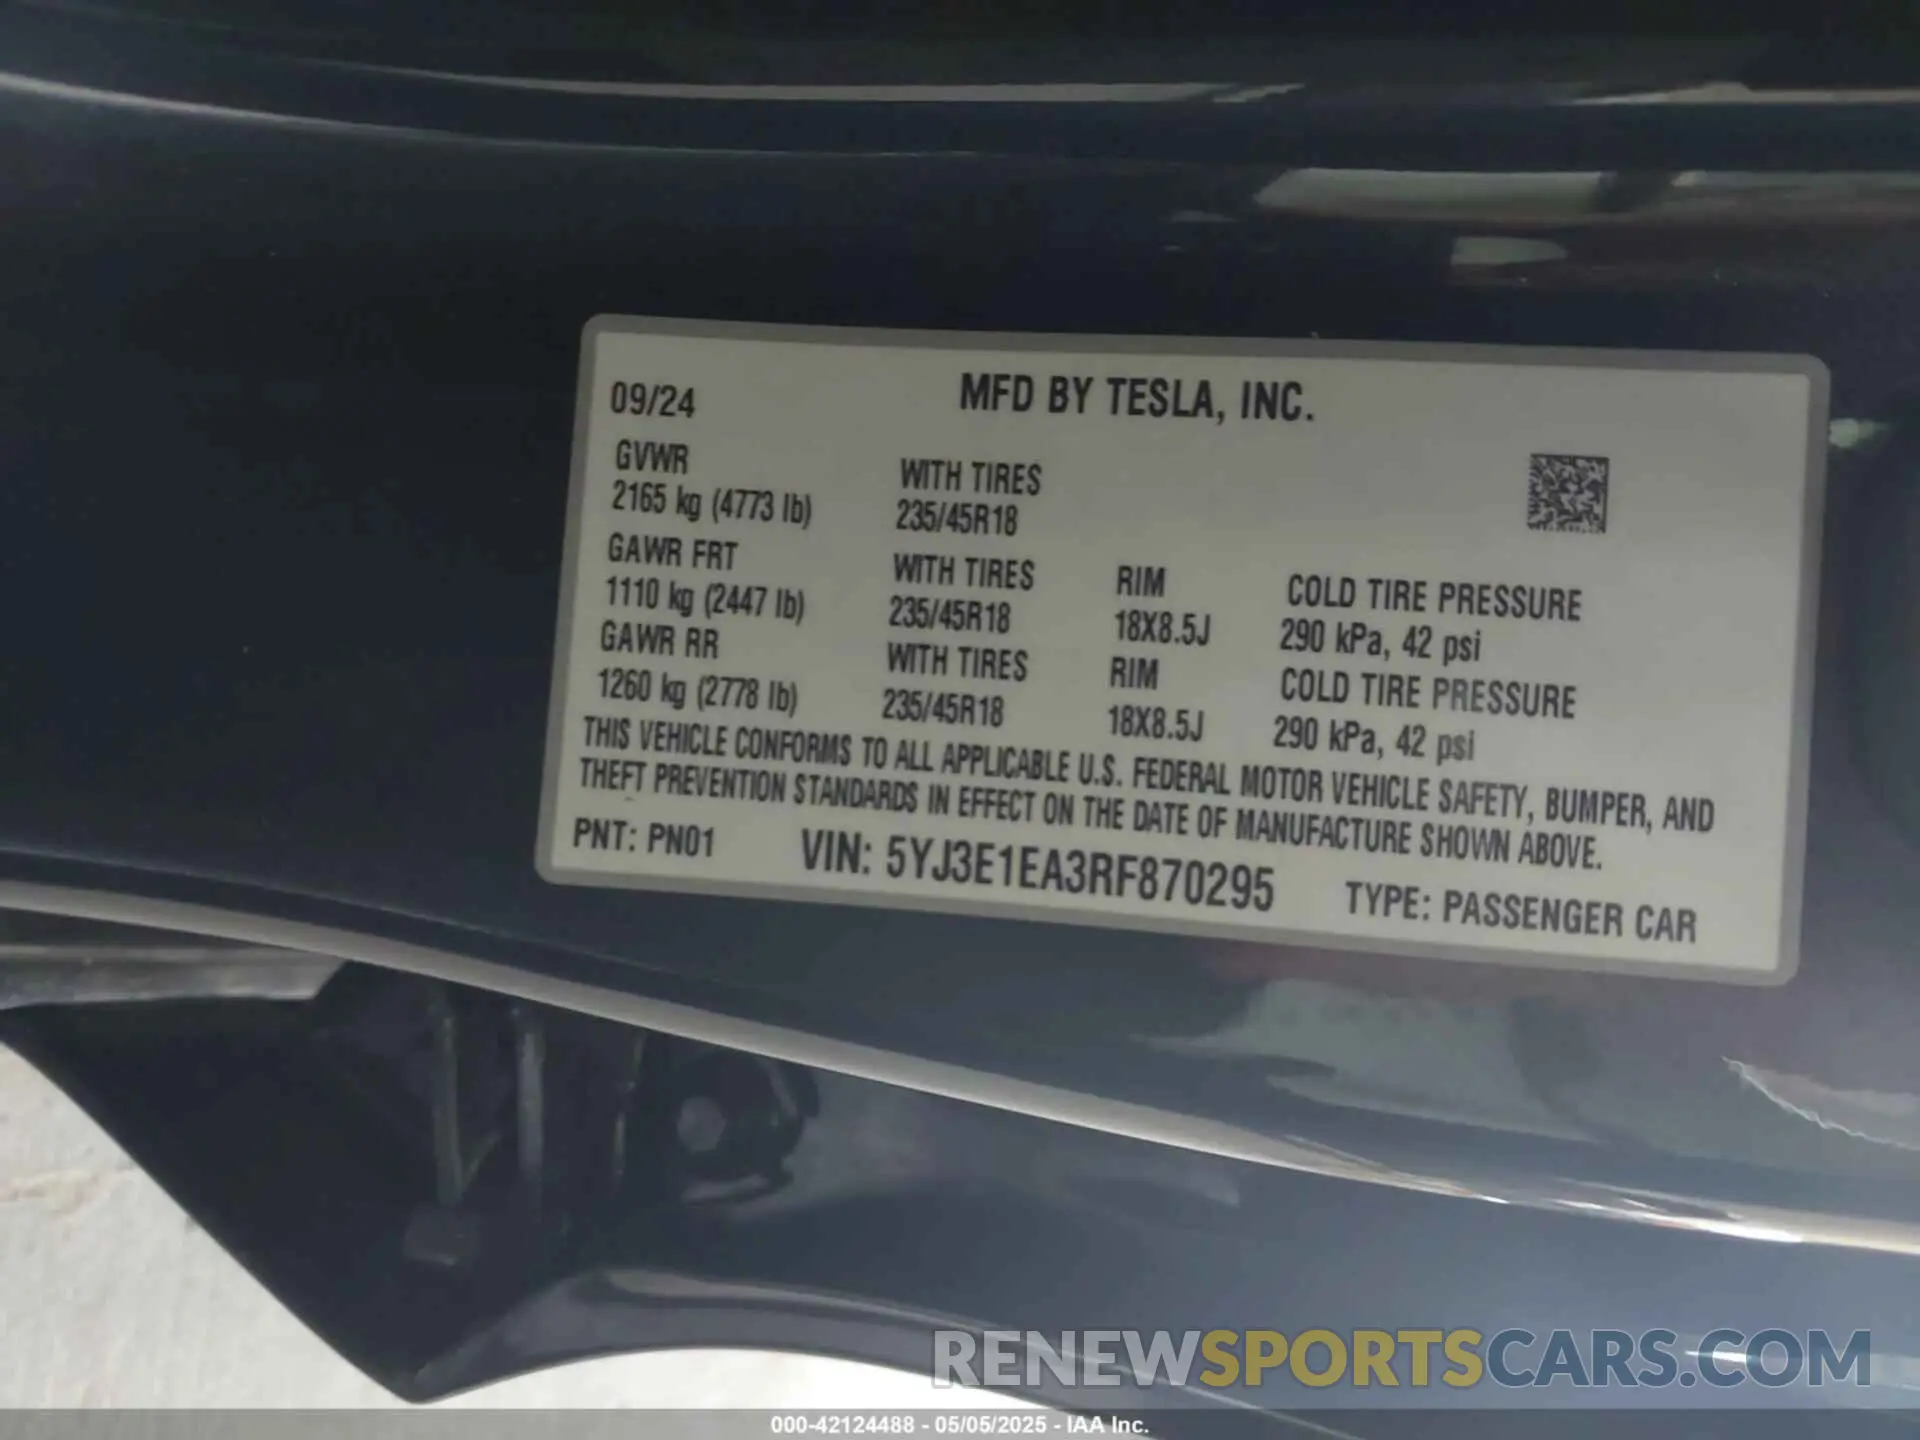 09/24 MFD BY TESLA, INC.
GVWR WITH TIRES
2165 kg (4773 lb) 235/45R18
GAWR FRT WITH TIRES RIM COLD TIRE PRESSURE
1110 kg (2447 lb) 235/45R18 18X8.5J 290 kPa, 42 psi
GAWR RR WITH TIRES RIM COLD TIRE PRESSURE
1260 kg (2778 lb) 235/45R18 18X8.5J 290 kPa, 42 psi
THIS VEHICLE CONFORMS TO ALL APPLICABLE U.S. FEDERAL MOTOR VEHICLE SAFETY, BUMPER, AND
THEFT PREVENTION STANDARDS IN EFFECT ON THE DATE OF MANUFACTURE SHOWN ABOVE.
PNT: PN01 VIN: 5YJ3E1EA3RF870295 TYPE: PASSENGER CAR
RENEWSPORTSCARS.COM
000-42124488 - 05/05/2025 - IAA Inc.